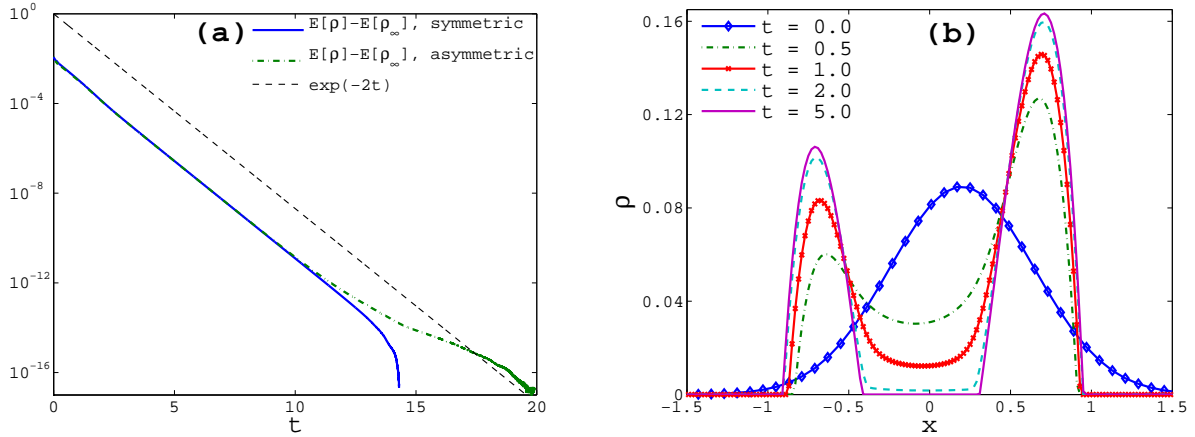 (a)
E[ρ]−E[ρ∞], symmetric
E[ρ]−E[ρ∞], asymmetric
exp(−2t)
10^0
10^-4
10^-8
10^-12
10^-16
0
5
10
15
20
t
(b)
t = 0.0
t = 0.5
t = 1.0
t = 2.0
t = 5.0
0.16
0.12
0.08
0.04
0
ρ
−1.5
−1
−0.5
0
0.5
1
1.5
x